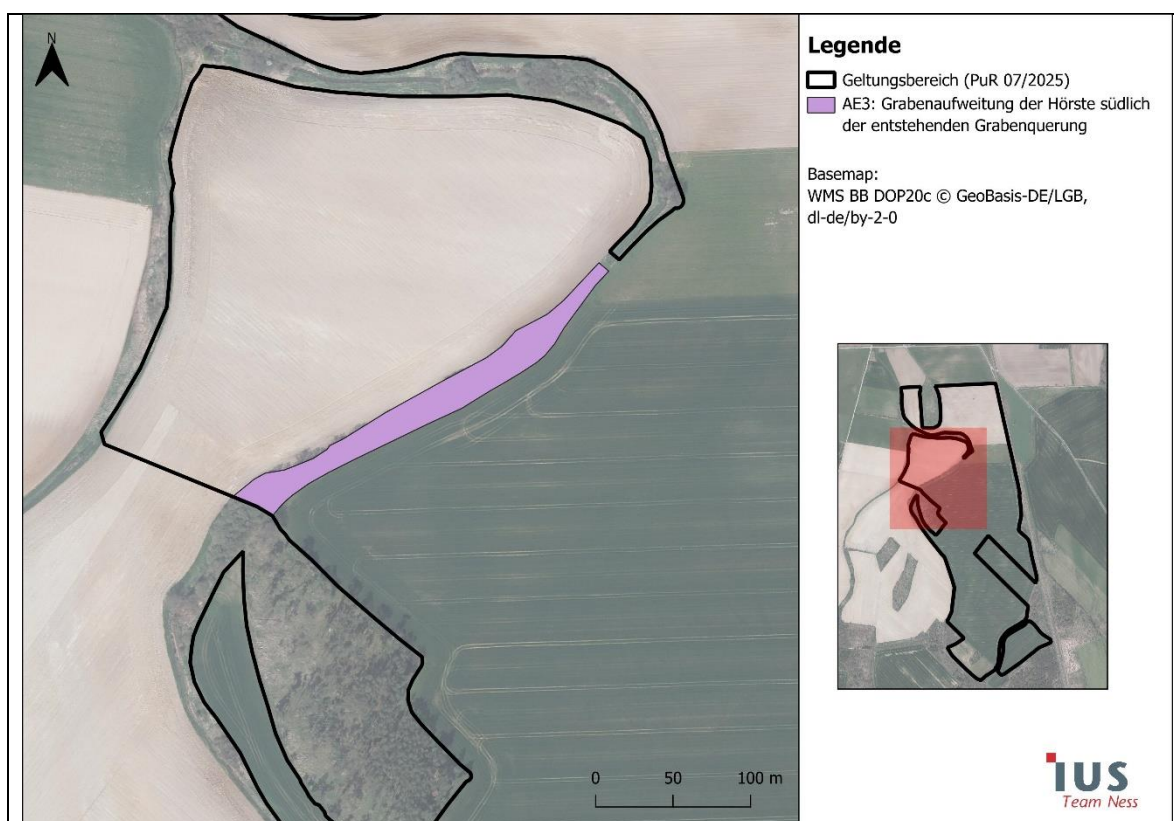 N
Legende
Geltungsbereich (PuR 07/2025)
AE3: Grabenaufweitung der Hörste südlich
der entstehenden Grabenquerung
Basemap:
WMS BB DOP20c © GeoBasis-DE/LGB,
dl-de/by-2-0
0 50 100 m
IUS
Team Ness